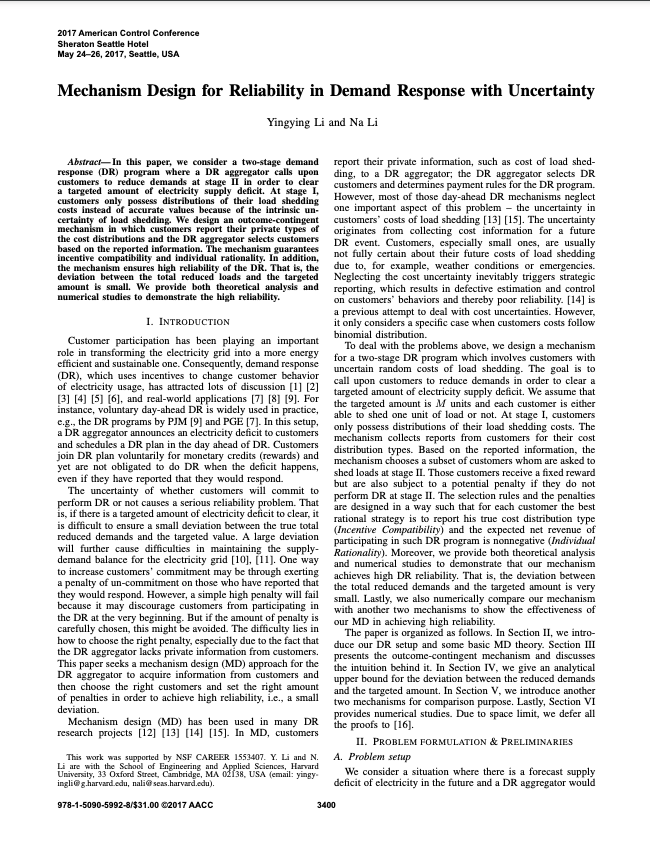 2017 American Control Conference
Sheraton Seattle Hotel
May 24–26, 2017, Seattle, USA
Mechanism Design for Reliability in Demand Response with Uncertainty
Yingying Li and Na Li
Abstract— In this paper, we consider a two-stage demand
response (DR) program where a DR aggregator calls upon
customers to reduce demands at stage II in order to clear
a targeted amount of electricity supply deficit. At stage I,
customers only possess distributions of their load shedding
costs instead of accurate values because of the intrinsic un-
certainty of load shedding. We design an outcome-contingent
mechanism in which customers report their private types of
the cost distributions and the DR aggregator selects customers
based on the reported information. The mechanism guarantees
incentive compatibility and individual rationality. In addition,
the mechanism ensures high reliability of the DR. That is, the
deviation between the total reduced loads and the targeted
amount is small. We provide both theoretical analysis and
numerical studies to demonstrate the high reliability.
I. INTRODUCTION
Customer participation has been playing an important
role in transforming the electricity grid into a more energy
efficient and sustainable one. Consequently, demand response
(DR), which uses incentives to change customer behavior
of electricity usage, has attracted lots of discussion [1] [2]
[3] [4] [5] [6], and real-world applications [7] [8] [9]. For
instance, voluntary day-ahead DR is widely used in practice,
e.g., the DR programs by PJM [9] and PGE [7]. In this setup,
a DR aggregator announces an electricity deficit to customers
and schedules a DR plan in the day ahead of DR. Customers
join DR plan voluntarily for monetary credits (rewards) and
yet are not obligated to do DR when the deficit happens,
even if they have reported that they would respond.
The uncertainty of whether customers will commit to
perform DR or not causes a serious reliability problem. That
is, if there is a targeted amount of electricity deficit to clear, it
is difficult to ensure a small deviation between the true total
reduced demands and the targeted value. A large deviation
will further cause difficulties in maintaining the supply-
demand balance for the electricity grid [10], [11]. One way
to increase customers' commitment may be through exerting
a penalty of un-commitment on those who have reported that
they would respond. However, a simple high penalty will fail
because it may discourage customers from participating in
the DR at the very beginning. But if the amount of penalty is
carefully chosen, this might be avoided. The difficulty lies in
how to choose the right penalty, especially due to the fact that
the DR aggregator lacks private information from customers.
This paper seeks a mechanism design (MD) approach for the
DR aggregator to acquire information from customers and
then choose the right customers and set the right amount
of penalties in order to achieve high reliability, i.e., a small
deviation.
Mechanism design (MD) has been used in many DR
research projects [12] [13] [14] [15]. In MD, customers
This work was supported by NSF CAREER 1553407. Y. Li and N.
Li are with the School of Engineering and Applied Sciences, Harvard
University, 33 Oxford Street, Cambridge, MA 02138, USA (email: yingy-
ingli@g.harvard.edu, nali@seas.harvard.edu).
report their private information, such as cost of load shed-
ding, to a DR aggregator; the DR aggregator selects DR
customers and determines payment rules for the DR program.
However, most of those day-ahead DR mechanisms neglect
one important aspect of this problem – the uncertainty in
customers' costs of load shedding [13] [15]. The uncertainty
originates from collecting cost information for a future
DR event. Customers, especially small ones, are usually
not fully certain about their future costs of load shedding
due to, for example, weather conditions or emergencies.
Neglecting the cost uncertainty inevitably triggers strategic
reporting, which results in defective estimation and control
on customers' behaviors and thereby poor reliability. [14] is
a previous attempt to deal with cost uncertainties. However,
it only considers a specific case when customers costs follow
binomial distribution.
To deal with the problems above, we design a mechanism
for a two-stage DR program which involves customers with
uncertain random costs of load shedding. The goal is to
call upon customers to reduce demands in order to clear a
targeted amount of electricity supply deficit. We assume that
the targeted amount is M units and each customer is either
able to shed one unit of load or not. At stage I, customers
only possess distributions of their load shedding costs. The
mechanism collects reports from customers for their cost
distribution types. Based on the reported information, the
mechanism chooses a subset of customers whom are asked to
shed loads at stage II. Those customers receive a fixed reward
but are also subject to a potential penalty if they do not
perform DR at stage II. The selection rules and the penalties
are designed in a way such that for each customer the best
rational strategy is to report his true cost distribution type
(Incentive Compatibility) and the expected net revenue of
participating in such DR program is nonnegative (Individual
Rationality). Moreover, we provide both theoretical analysis
and numerical studies to demonstrate that our mechanism
achieves high DR reliability. That is, the deviation between
the total reduced demands and the targeted amount is very
small. Lastly, we also numerically compare our mechanism
with another two mechanisms to show the effectiveness of
our MD in achieving high reliability.
The paper is organized as follows. In Section II, we intro-
duce our DR setup and some basic MD theory. Section III
presents the outcome-contingent mechanism and discusses
the intuition behind it. In Section IV, we give an analytical
upper bound for the deviation between the reduced demands
and the targeted amount. In Section V, we introduce another
two mechanisms for comparison purpose. Lastly, Section VI
provides numerical studies. Due to space limit, we defer all
the proofs to [16].
II. PROBLEM FORMULATION & PRELIMINARIES
A. Problem setup
We consider a situation where there is a forecast supply
deficit of electricity in the future and a DR aggregator would
978-1-5090-5992-8/$31.00 ©2017 AACC
3400